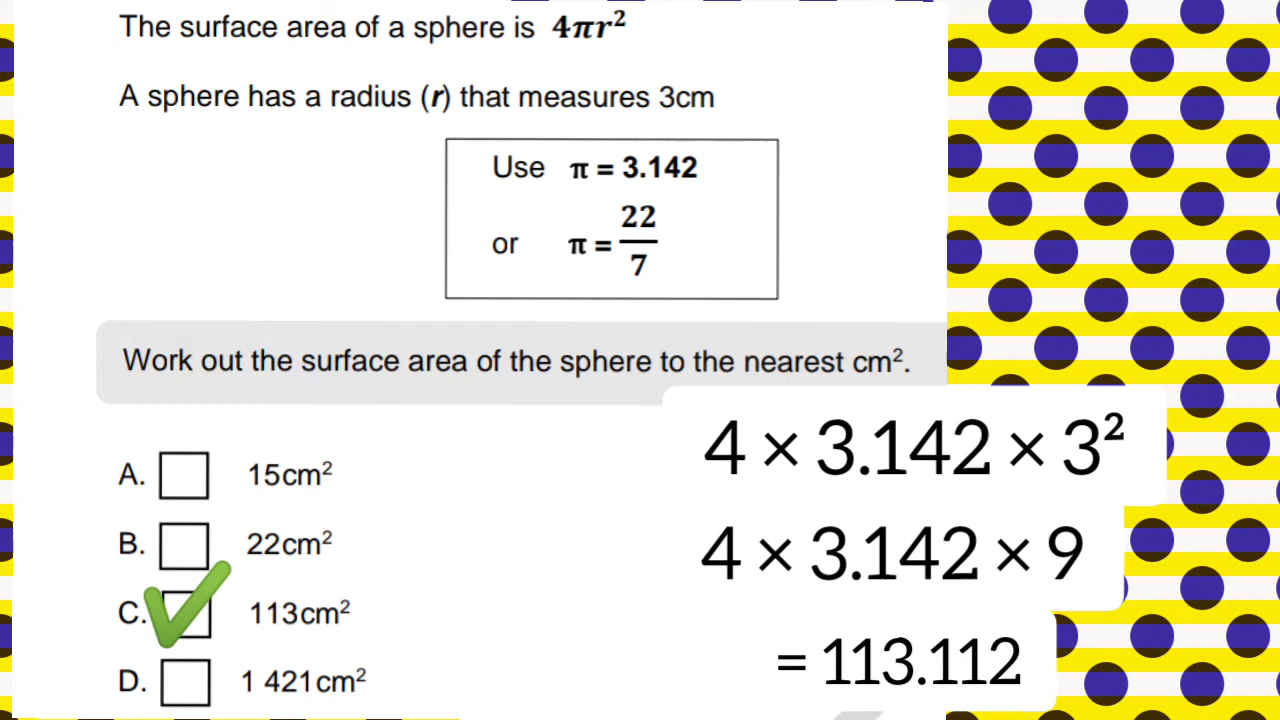 The surface area of a sphere is 4πr²
A sphere has a radius (r) that measures 3cm
Use π = 3.142
or π = 22/7
Work out the surface area of the sphere to the nearest cm².
A. 15cm²
B. 22cm²
C. 113cm²
D. 1 421cm²
4 × 3.142 × 3²
4 × 3.142 × 9
= 113.112